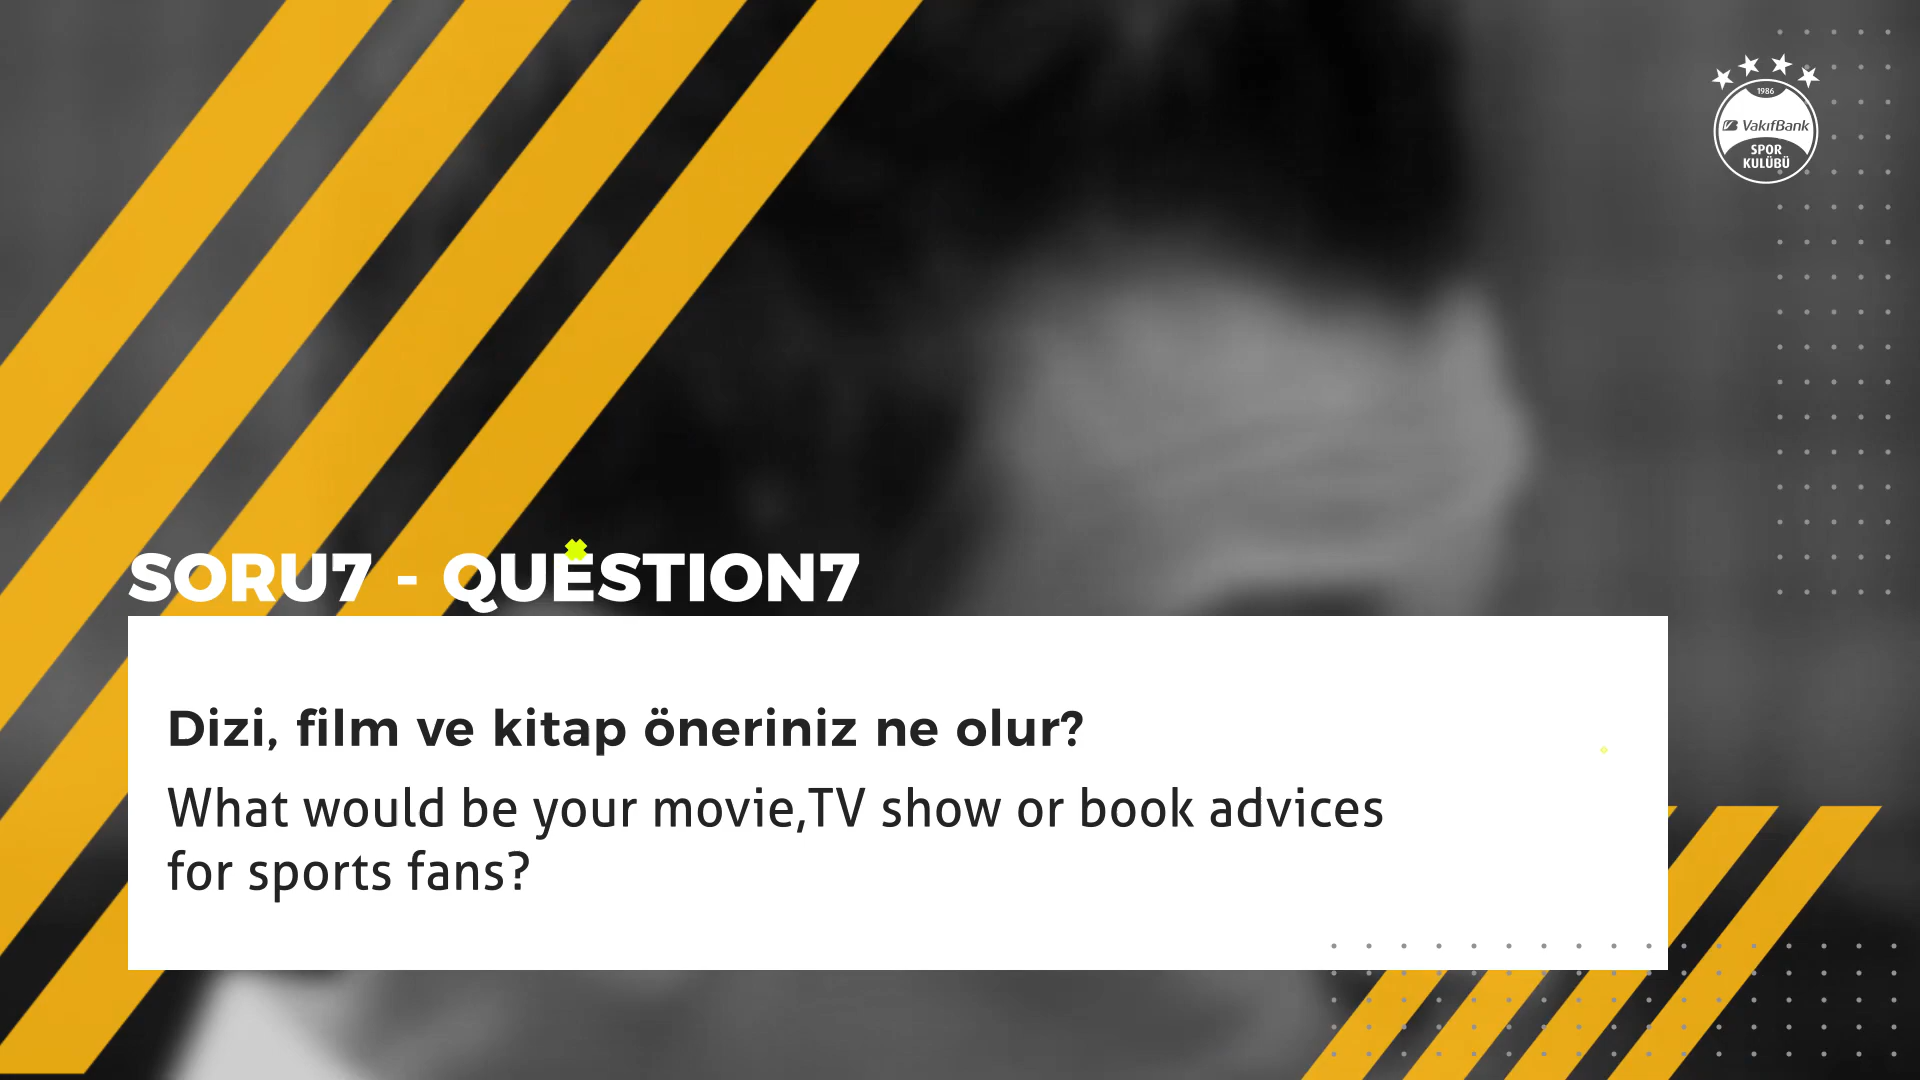 1986
VakıfBank
SPOR
KULÜBÜ
SORU7 - QUESTION7
Dizi, film ve kitap öneriniz ne olur?
What would be your movie,TV show or book advices
for sports fans?